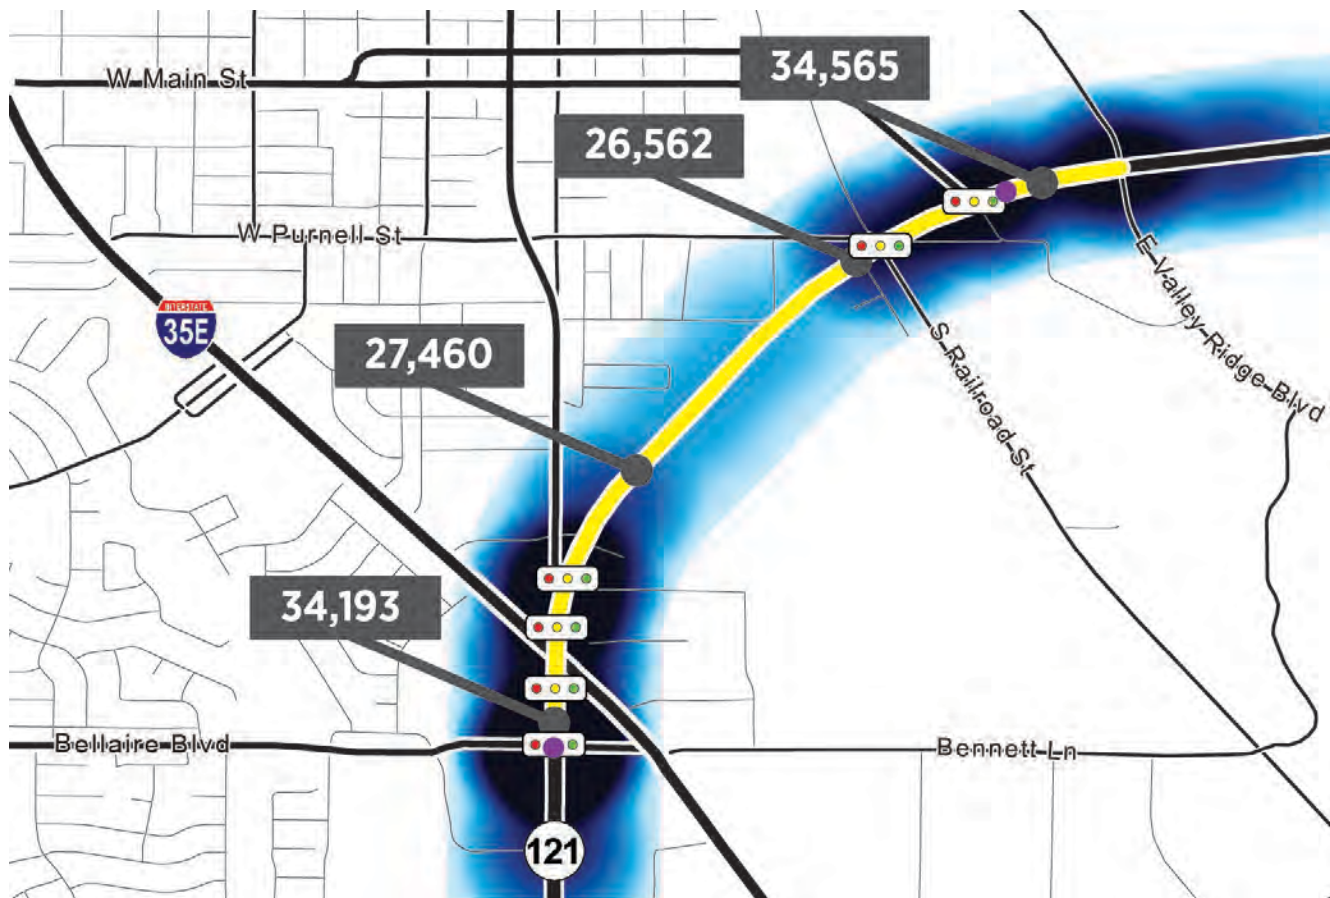 W Main St
34,565
26,562
W Purnell St
E Valley Ridge Blvd
INTERSTATE
35E
27,460
S Railroad St
34,193
Bellaire Blvd
Bennett Ln
121